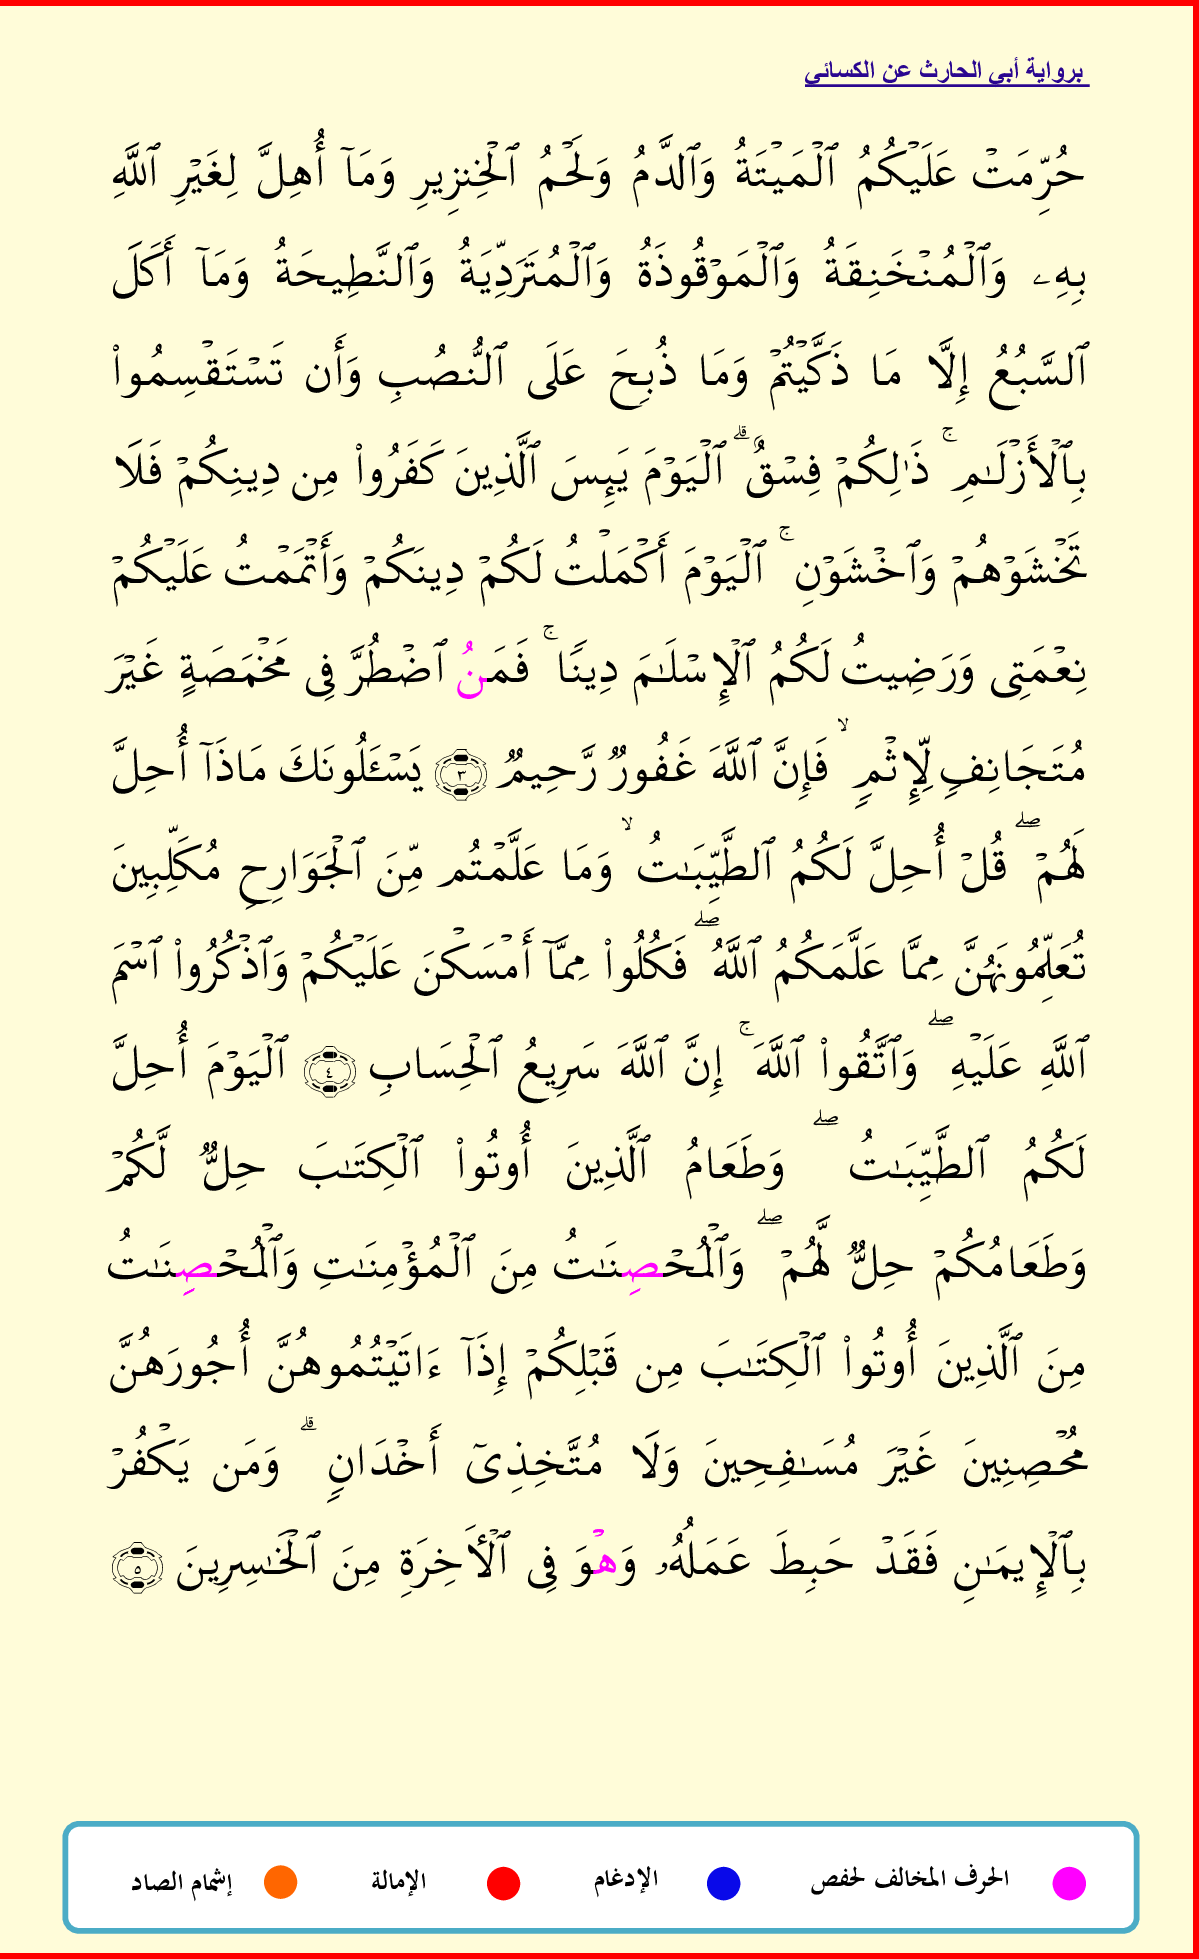 برواية أبي الحارث عن الكسائي
حُرِّمَتۡ عَلَيۡكُمُ ٱلۡمَيۡتَةُ وَٱلدَّمُ وَلَحۡمُ ٱلۡخِنزِيرِ وَمَآ أُهِلَّ لِغَيۡرِ ٱللَّهِ
بِهِۦ وَٱلۡمُنۡخَنِقَةُ وَٱلۡمَوۡقُوذَةُ وَٱلۡمُتَرَدِّيَةُ وَٱلنَّطِيحَةُ وَمَآ أَكَلَ
ٱلسَّبُعُ إِلَّا مَا ذَكَّيۡتُمۡ وَمَا ذُبِحَ عَلَى ٱلنُّصُبِ وَأَن تَسۡتَقۡسِمُواْ
بِٱلۡأَزۡلَٰمِۚ ذَٰلِكُمۡ فِسۡقٌۗ ٱلۡيَوۡمَ يَئِسَ ٱلَّذِينَ كَفَرُواْ مِن دِينِكُمۡ فَلَا
تَخۡشَوۡهُمۡ وَٱخۡشَوۡنِۚ ٱلۡيَوۡمَ أَكۡمَلۡتُ لَكُمۡ دِينَكُمۡ وَأَتۡمَمۡتُ عَلَيۡكُمۡ
نِعۡمَتِي وَرَضِيتُ لَكُمُ ٱلۡإِسۡلَٰمَ دِينٗاۚ فَمَنُ ٱضۡطُرَّ فِي مَخۡمَصَةٍ غَيۡرَ
مُتَجَانِفٖ لِّإِثۡمٖۙ فَإِنَّ ٱللَّهَ غَفُورٞ رَّحِيمٞ ٣ يَسۡـَٔلُونَكَ مَاذَآ أُحِلَّ
لَهُمۡۖ قُلۡ أُحِلَّ لَكُمُ ٱلطَّيِّبَٰتُۙ وَمَا عَلَّمۡتُم مِّنَ ٱلۡجَوَارِحِ مُكَلِّبِينَ
تُعَلِّمُونَهُنَّ مِمَّا عَلَّمَكُمُ ٱللَّهُۖ فَكُلُواْ مِمَّآ أَمۡسَكۡنَ عَلَيۡكُمۡ وَٱذۡكُرُواْ ٱسۡمَ
ٱللَّهِ عَلَيۡهِۖ وَٱتَّقُواْ ٱللَّهَۚ إِنَّ ٱللَّهَ سَرِيعُ ٱلۡحِسَابِ ٤ ٱلۡيَوۡمَ أُحِلَّ
لَكُمُ ٱلطَّيِّبَٰتُۖ وَطَعَامُ ٱلَّذِينَ أُوتُواْ ٱلۡكِتَٰبَ حِلّٞ لَّكُمۡ
وَطَعَامُكُمۡ حِلّٞ لَّهُمۡۖ وَٱلۡمُحۡصِنَٰتُ مِنَ ٱلۡمُؤۡمِنَٰتِ وَٱلۡمُحۡصِنَٰتُ
مِنَ ٱلَّذِينَ أُوتُواْ ٱلۡكِتَٰبَ مِن قَبۡلِكُمۡ إِذَآ ءَاتَيۡتُمُوهُنَّ أُجُورَهُنَّ
مُحۡصِنِينَ غَيۡرَ مُسَٰفِحِينَ وَلَا مُتَّخِذِيٓ أَخۡدَانٖۗ وَمَن يَكۡفُرۡ
بِٱلۡإِيمَٰنِ فَقَدۡ حَبِطَ عَمَلُهُۥ وَهۡوَ فِي ٱلۡأٓخِرَةِ مِنَ ٱلۡخَٰسِرِينَ ٥
الحرف المخالف لحفص الإدغام الإمالة إشمام الصاد